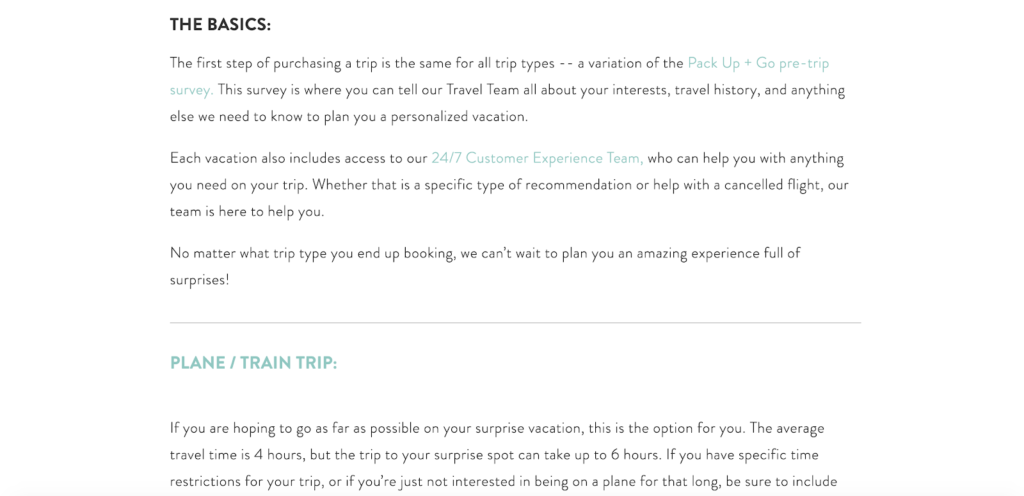 THE BASICS:
The first step of purchasing a trip is the same for all trip types -- a variation of the Pack Up + Go pre-trip
survey. This survey is where you can tell our Travel Team all about your interests, travel history, and anything
else we need to know to plan you a personalized vacation.
Each vacation also includes access to our 24/7 Customer Experience Team, who can help you with anything
you need on your trip. Whether that is a specific type of recommendation or help with a cancelled flight, our
team is here to help you.
No matter what trip type you end up booking, we can't wait to plan you an amazing experience full of
surprises!
PLANE / TRAIN TRIP:
If you are hoping to go as far as possible on your surprise vacation, this is the option for you. The average
travel time is 4 hours, but the trip to your surprise spot can take up to 6 hours. If you have specific time
restrictions for your trip, or if you're just not interested in being on a plane for that long, be sure to include